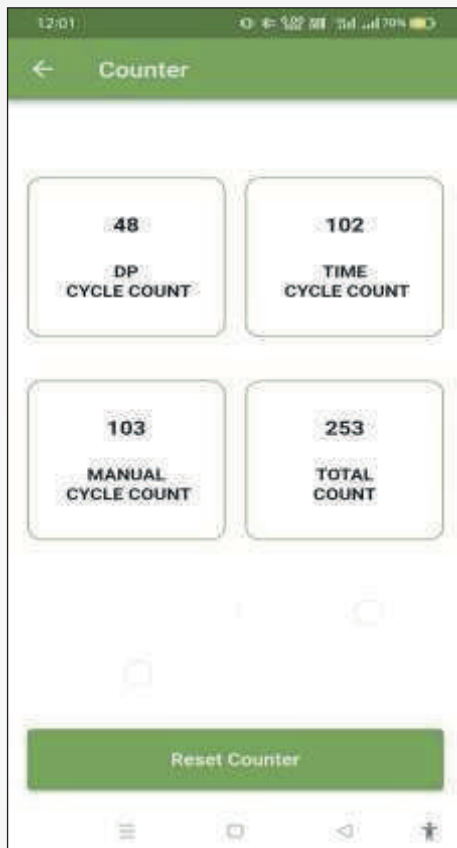 12:01
70%
Counter
48
DP
CYCLE COUNT
102
TIME
CYCLE COUNT
103
MANUAL
CYCLE COUNT
253
TOTAL
COUNT
Reset Counter